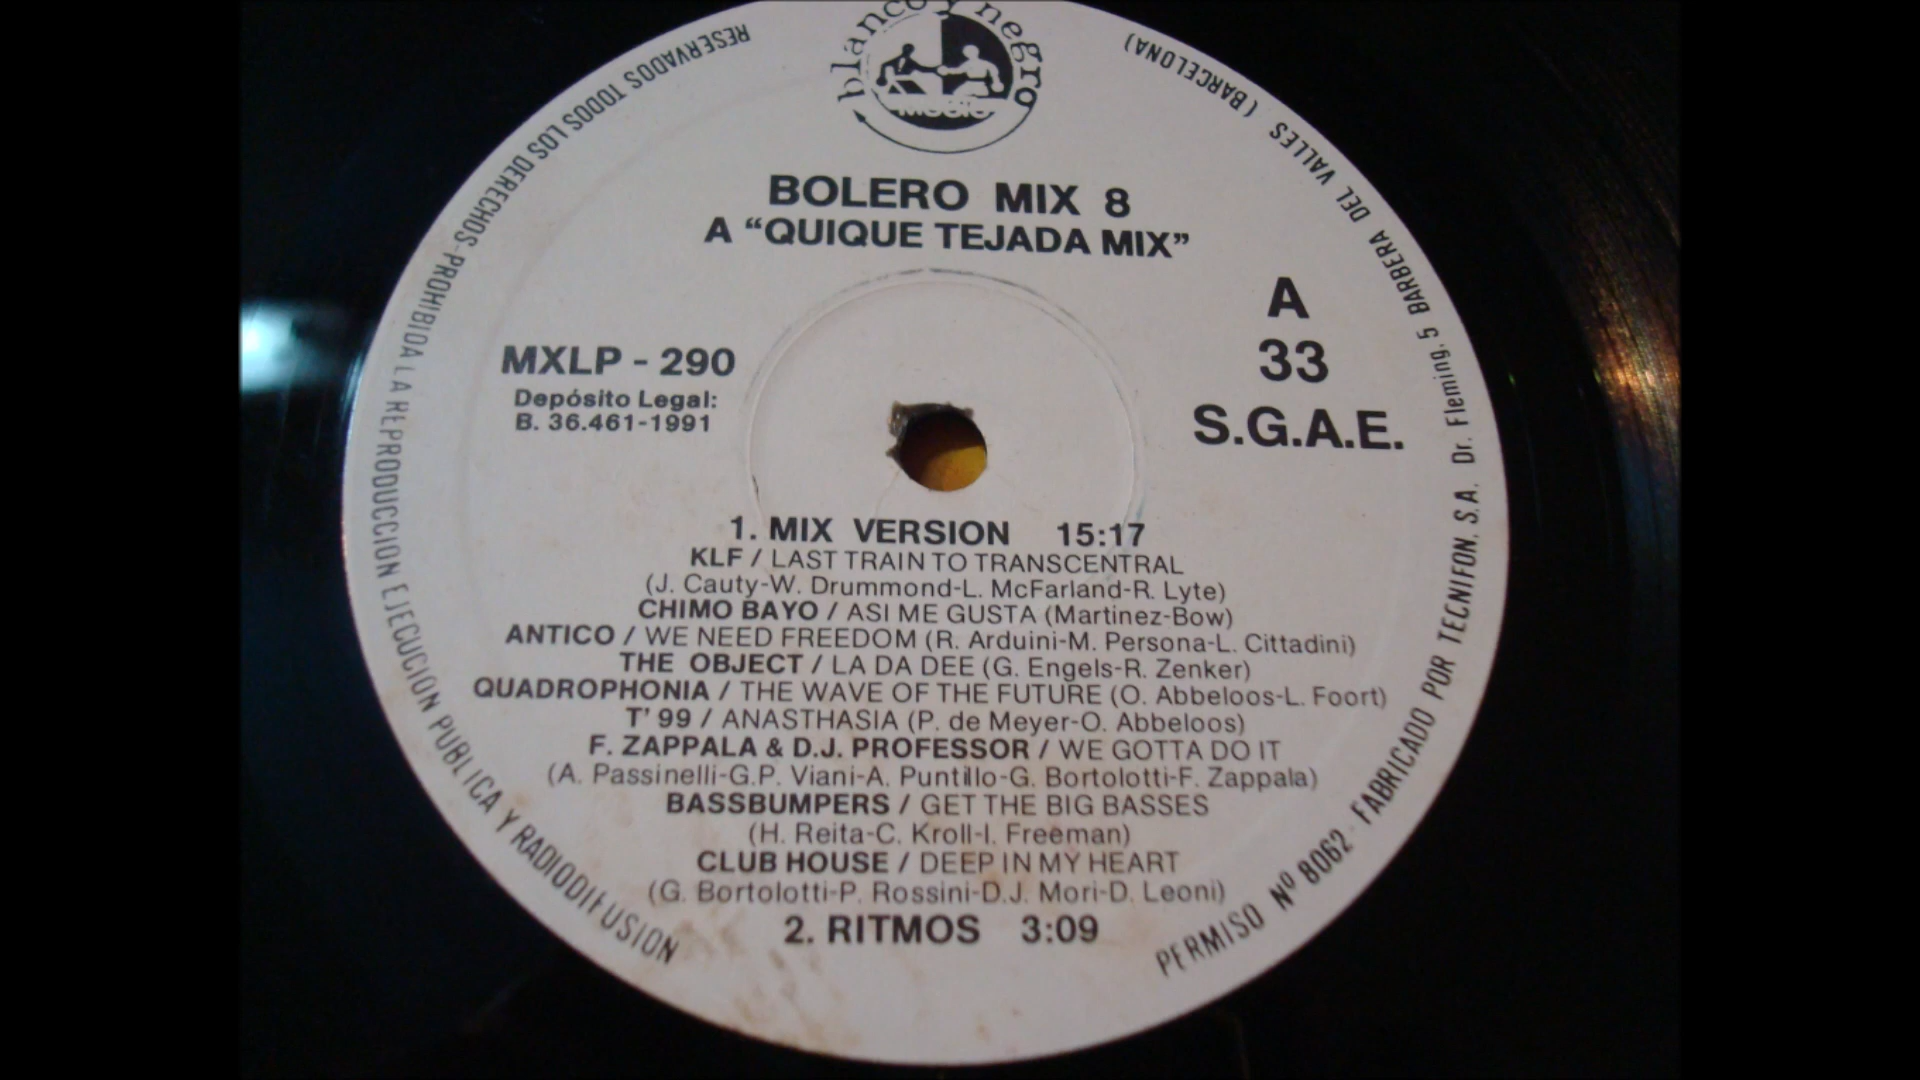 blanco y negro
MUSIC
BOLERO MIX 8
A “QUIQUE TEJADA MIX”
A
33
S.G.A.E.
MXLP - 290
Depósito Legal:
B. 36.461-1991
1. MIX VERSION 15:17
KLF / LAST TRAIN TO TRANSCENTRAL
(J. Cauty-W. Drummond-L. McFarland-R. Lyte)
CHIMO BAYO / ASI ME GUSTA (Martinez-Bow)
ANTICO / WE NEED FREEDOM (R. Arduini-M. Persona-L. Cittadini)
THE OBJECT / LA DA DEE (G. Engels-R. Zenker)
QUADROPHONIA / THE WAVE OF THE FUTURE (O. Abbeloos-L. Foort)
T' 99 / ANASTHASIA (P. de Meyer-O. Abbeloos)
F. ZAPPALA & D.J. PROFESSOR / WE GOTTA DO IT
(A. Passinelli-G.P. Viani-A. Puntillo-G. Bortolotti-F. Zappala)
BASSBUMPERS / GET THE BIG BASSES
(H. Reita-C. Kroll-I. Freeman)
CLUB HOUSE / DEEP IN MY HEART
(G. Bortolotti-P. Rossini-D.J. Mori-D. Leoni)
2. RITMOS 3:09
RESERVADOS TODOS LOS DERECHOS-PROHIBIDA LA REPRODUCCION EJECUCION PUBLICA Y RADIODIFUSION
PERMISO Nº 8062 - FABRICADO POR TECNIFON, S.A. Dr. Fleming, 5 BARBERA DEL VALLES (BARCELONA)